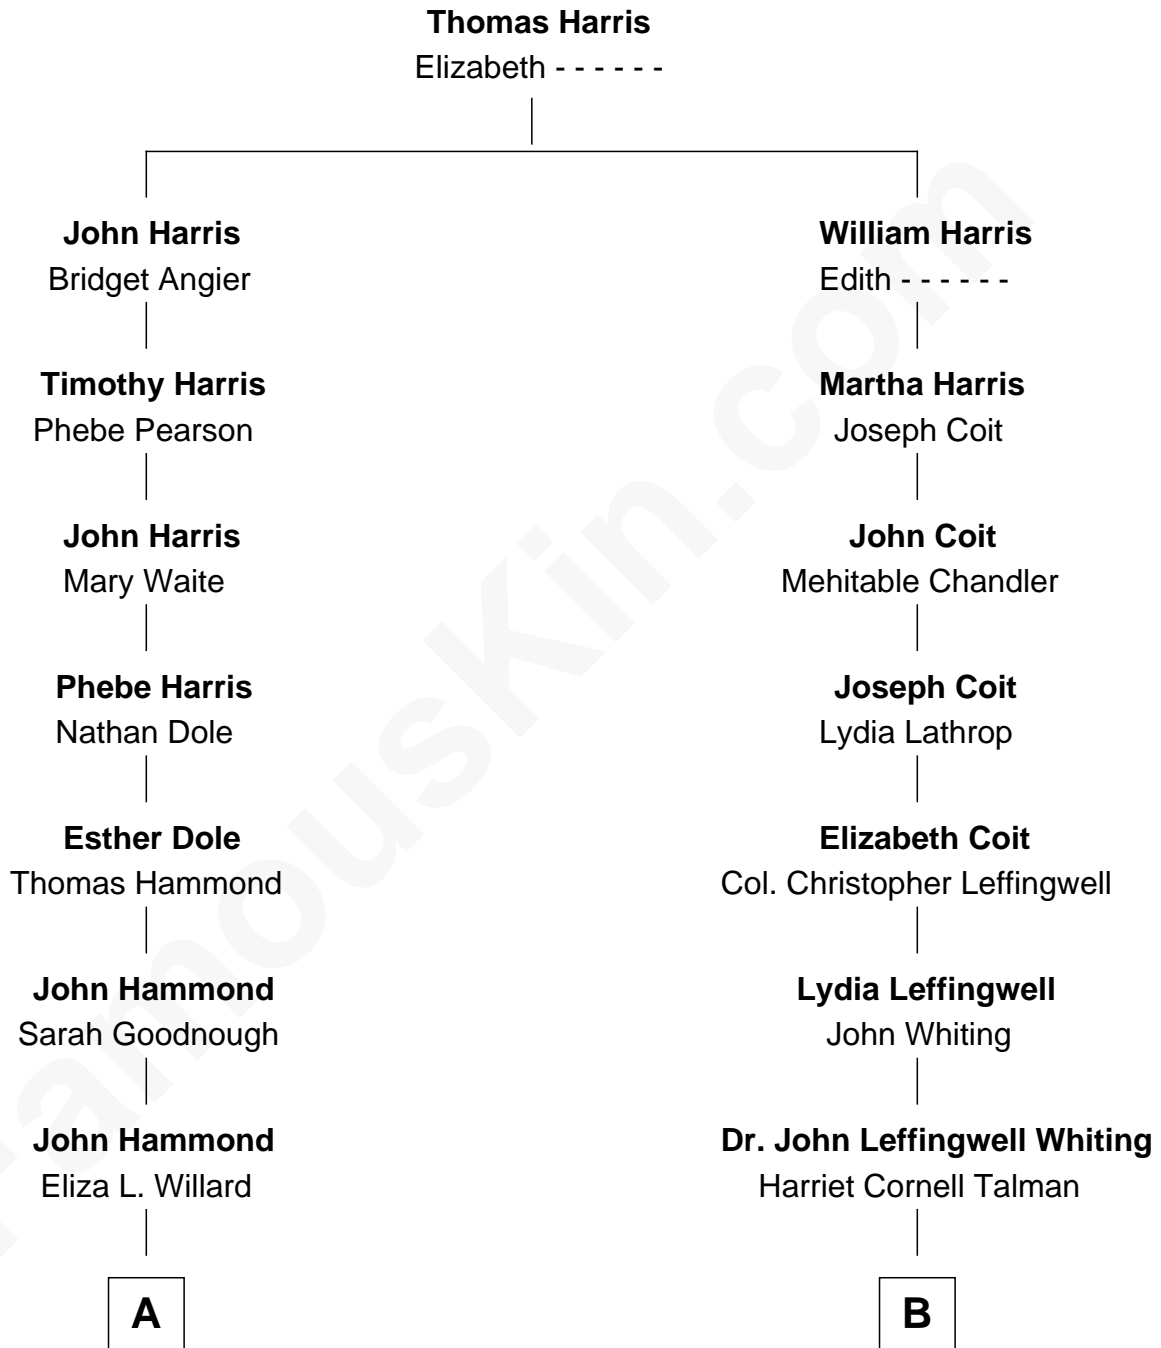 Thomas Harris
Elizabeth - - - - - -
John Harris
Bridget Angier
William Harris
Edith - - - - - -
Timothy Harris
Phebe Pearson
Martha Harris
Joseph Coit
John Harris
Mary Waite
John Coit
Mehitable Chandler
Phebe Harris
Nathan Dole
Joseph Coit
Lydia Lathrop
Esther Dole
Thomas Hammond
Elizabeth Coit
Col. Christopher Leffingwell
John Hammond
Sarah Goodnough
Lydia Leffingwell
John Whiting
John Hammond
Eliza L. Willard
Dr. John Leffingwell Whiting
Harriet Cornell Talman
A
B
FamousKin.com